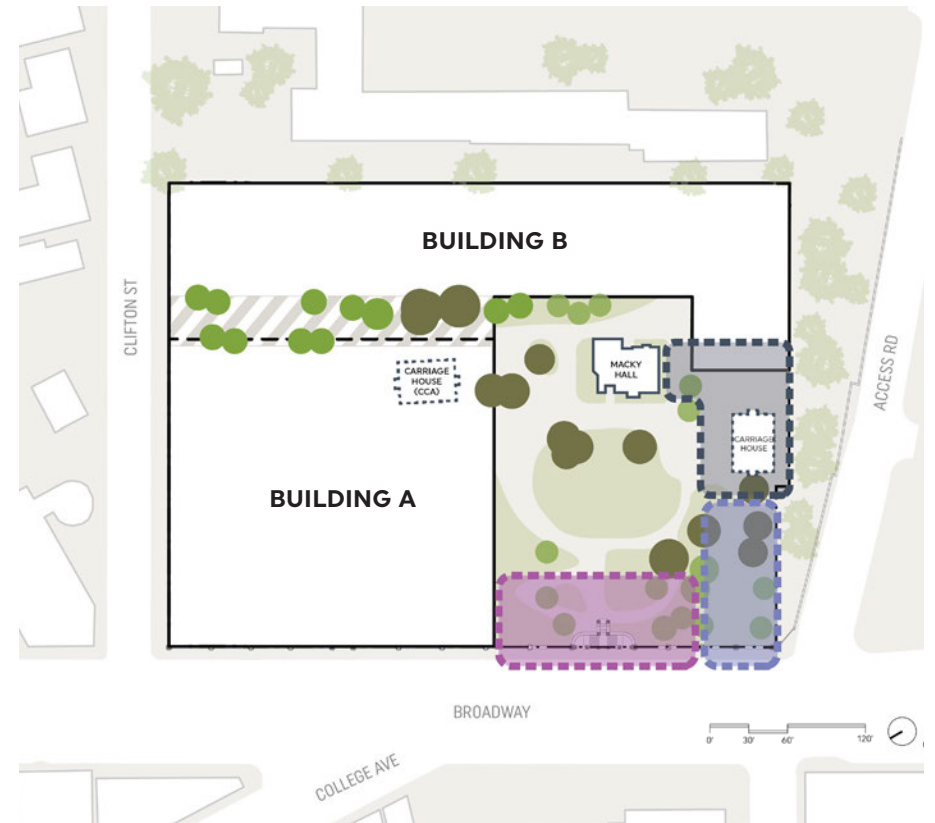 BUILDING B
CLIFTON ST
ACCESS RD
MACKY
HALL
CARRIAGE
HOUSE
(CCA)
CARRIAGE
HOUSE
BUILDING A
BROADWAY
0' 30' 60' 120'
COLLEGE AVE